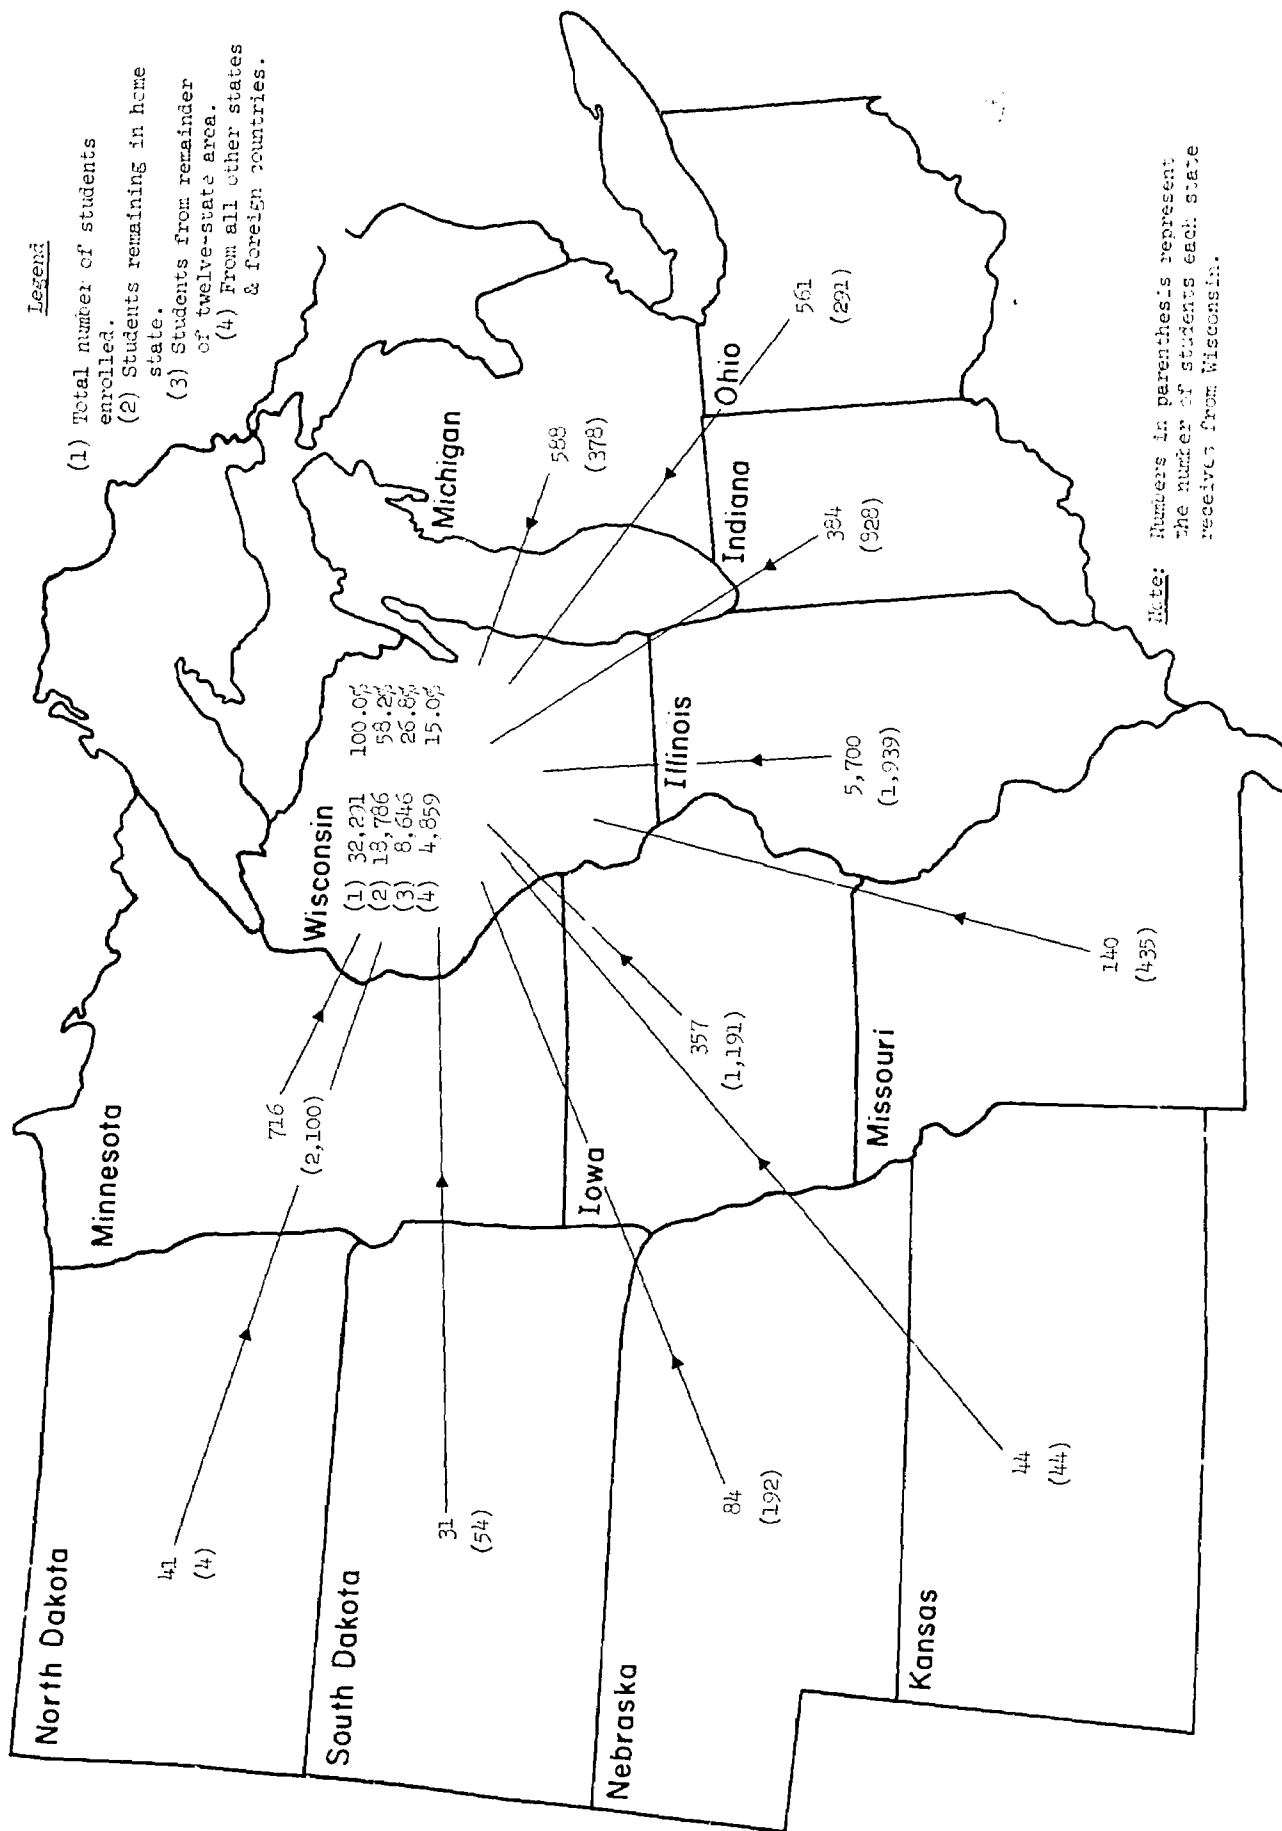 Legend
(1) Total number of students
enrolled.
(2) Students remaining in home
state.
(3) Students from remainder
of twelve-state area.
(4) From all other states
& foreign countries.
North Dakota
41
(4)
Minnesota
716
(2,100)
Wisconsin
(1) 32,291 100.0%
(2) 18,786 58.2%
(3) 8,646 26.8%
(4) 4,859 15.0%
Michigan
588
(378)
South Dakota
31
(54)
Iowa
357
(1,191)
Illinois
5,700
(1,939)
Indiana
384
(928)
Ohio
561
(291)
Nebraska
84
(192)
Missouri
140
(435)
Kansas
44
(44)
Note: Numbers in parenthesis represent
the number of students each state
receives from Wisconsin.